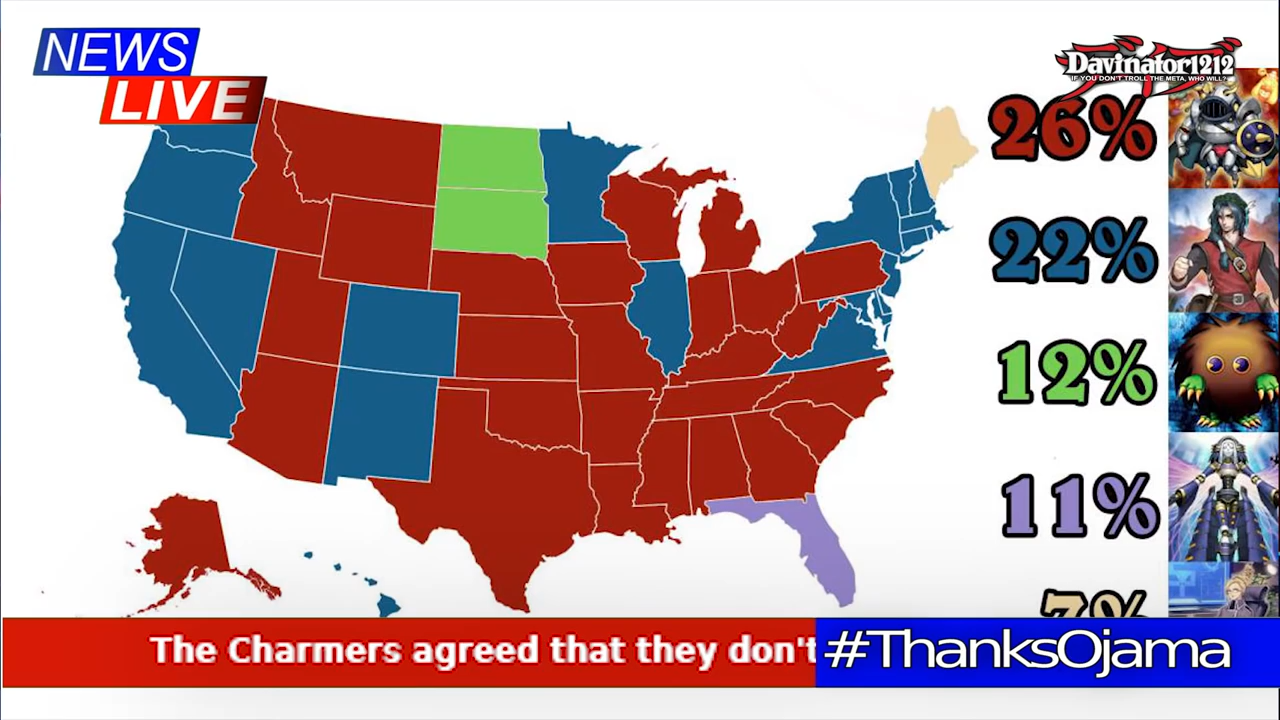 NEWS
LIVE
Davinator1212
IF YOU DON'T TROLL THE META, WHO WILL?
26%
22%
12%
11%
7%
The Charmers agreed that they don't
#ThanksOjama